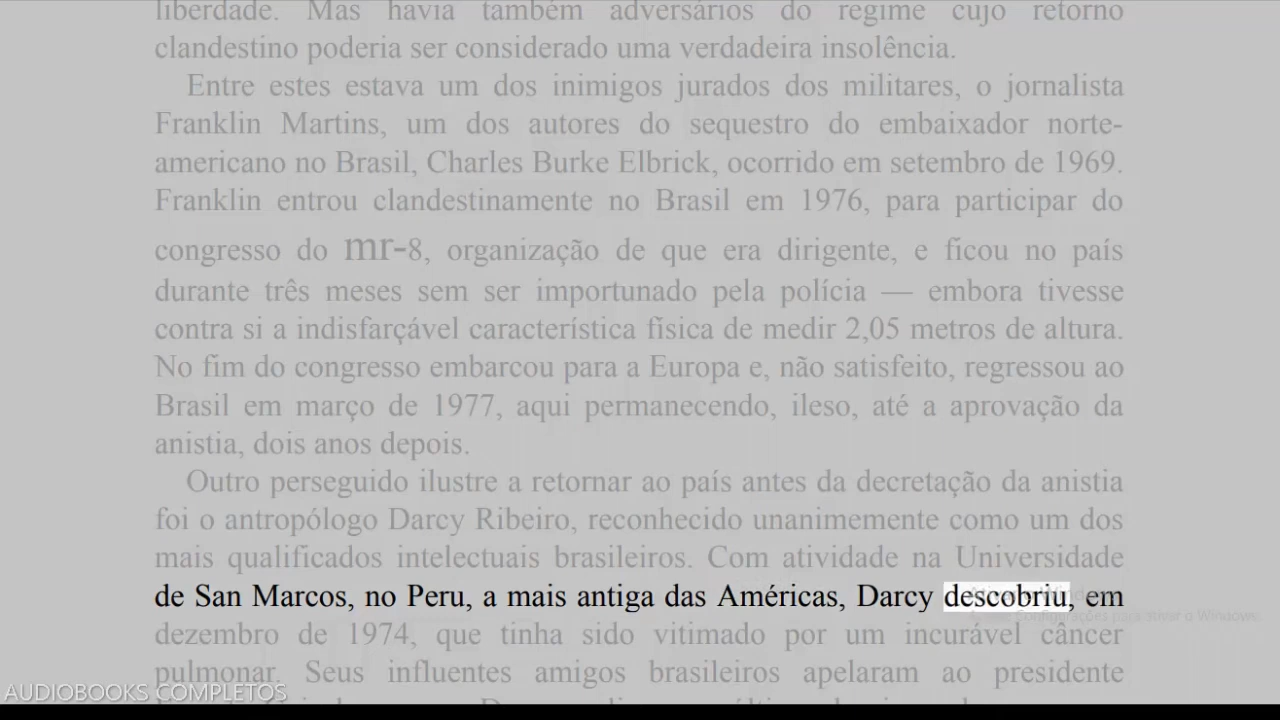 liberdade. Mas havia também adversários do regime cujo retorno
clandestino poderia ser considerado uma verdadeira insolência.
Entre estes estava um dos inimigos jurados dos militares, o jornalista
Franklin Martins, um dos autores do sequestro do embaixador norte-
americano no Brasil, Charles Burke Elbrick, ocorrido em setembro de 1969.
Franklin entrou clandestinamente no Brasil em 1976, para participar do
congresso do mr-8, organização de que era dirigente, e ficou no país
durante três meses sem ser importunado pela polícia — embora tivesse
contra si a indisfarçável característica física de medir 2,05 metros de altura.
No fim do congresso embarcou para a Europa e, não satisfeito, regressou ao
Brasil em março de 1977, aqui permanecendo, ileso, até a aprovação da
anistia, dois anos depois.
Outro perseguido ilustre a retornar ao país antes da decretação da anistia
foi o antropólogo Darcy Ribeiro, reconhecido unanimemente como um dos
mais qualificados intelectuais brasileiros. Com atividade na Universidade
de San Marcos, no Peru, a mais antiga das Américas, Darcy descobriu, em
Configurações para ativar o Windows.
dezembro de 1974, que tinha sido vitimado por um incurável câncer
pulmonar. Seus influentes amigos brasileiros apelaram ao presidente
AUDIOBOOKS COMPLETOS